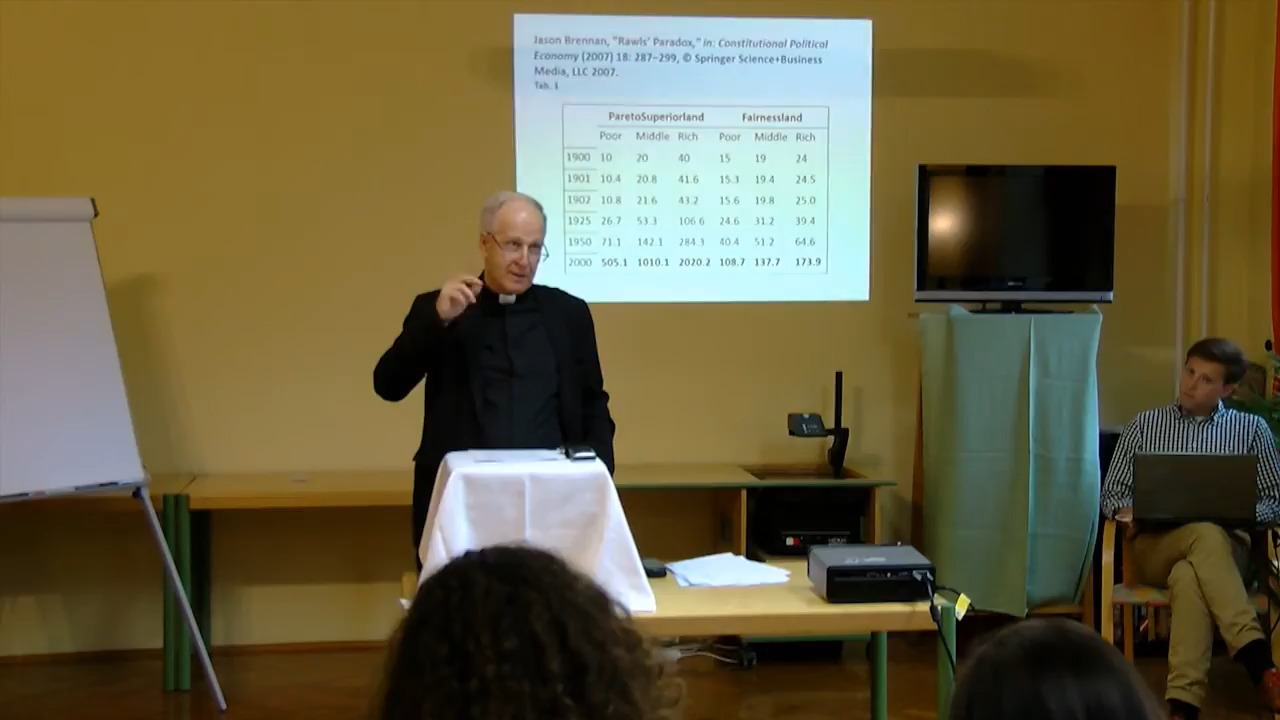 Jason Brennan, "Rawls' Paradox," in: Constitutional Political
Economy (2007) 18: 287–299, © Springer Science+Business
Media, LLC 2007.
Tab. 1
ParetoSuperiorland Fairnessland
Poor Middle Rich Poor Middle Rich
1900 10 20 40 15 19 24
1901 10.4 20.8 41.6 15.3 19.4 24.5
1902 10.8 21.6 43.2 15.6 19.8 25.0
1925 26.7 53.3 106.6 24.6 31.2 39.4
1950 71.1 142.1 284.3 40.4 51.2 64.6
2000 505.1 1010.1 2020.2 108.7 137.7 173.9